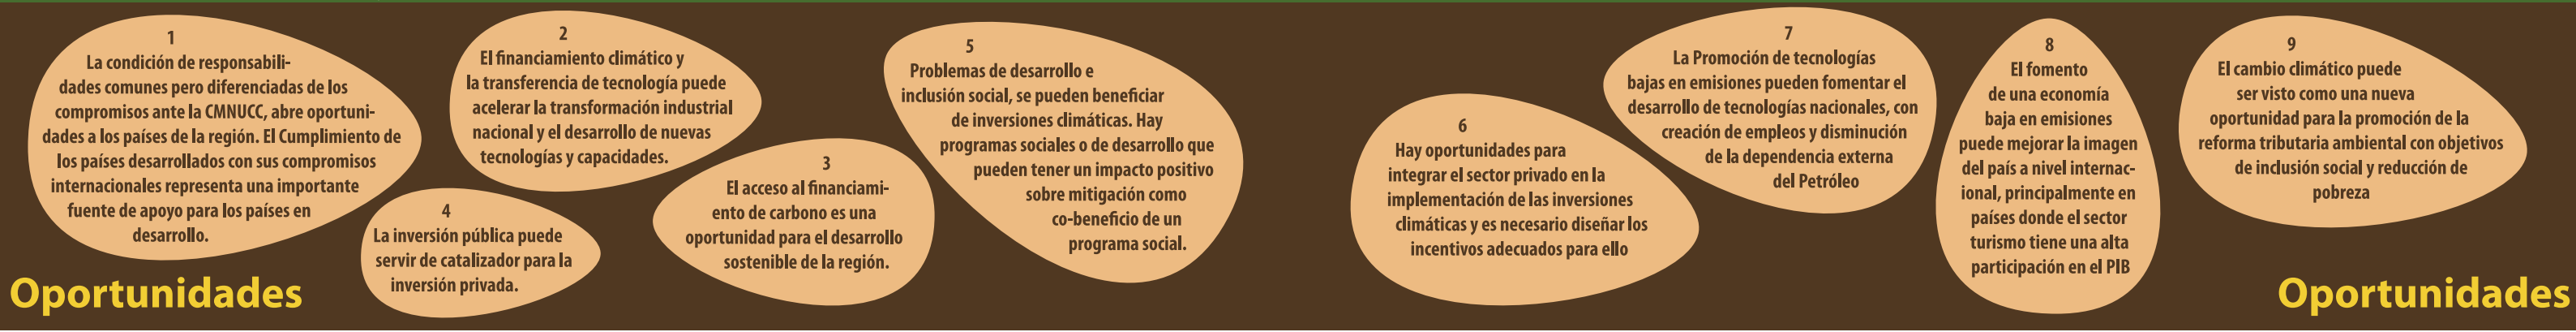 1
La condición de responsabili-
dades comunes pero diferenciadas de los
compromisos ante la CMNUCC, abre oportuni-
dades a los países de la región. El Cumplimiento de
los países desarrollados con sus compromisos
internacionales representa una importante
fuente de apoyo para los países en
desarrollo.
2
El financiamiento climático y
la transferencia de tecnología puede
acelerar la transformación industrial
nacional y el desarrollo de nuevas
tecnologías y capacidades.
3
El acceso al financiami-
ento de carbono es una
oportunidad para el desarrollo
sostenible de la región.
4
La inversión pública puede
servir de catalizador para la
inversión privada.
5
Problemas de desarrollo e
inclusión social, se pueden beneficiar
de inversiones climáticas. Hay
programas sociales o de desarrollo que
pueden tener un impacto positivo
sobre mitigación como
co-beneficio de un
programa social.
6
Hay oportunidades para
integrar el sector privado en la
implementación de las inversiones
climáticas y es necesario diseñar los
incentivos adecuados para ello
7
La Promoción de tecnologías
bajas en emisiones pueden fomentar el
desarrollo de tecnologías nacionales, con
creación de empleos y disminución
de la dependencia externa
del Petróleo
8
El fomento
de una economía
baja en emisiones
puede mejorar la imagen
del país a nivel internac-
ional, principalmente en
países donde el sector
turismo tiene una alta
participación en el PIB
9
El cambio climático puede
ser visto como una nueva
oportunidad para la promoción de la
reforma tributaria ambiental con objetivos
de inclusión social y reducción de
pobreza
Oportunidades
Oportunidades